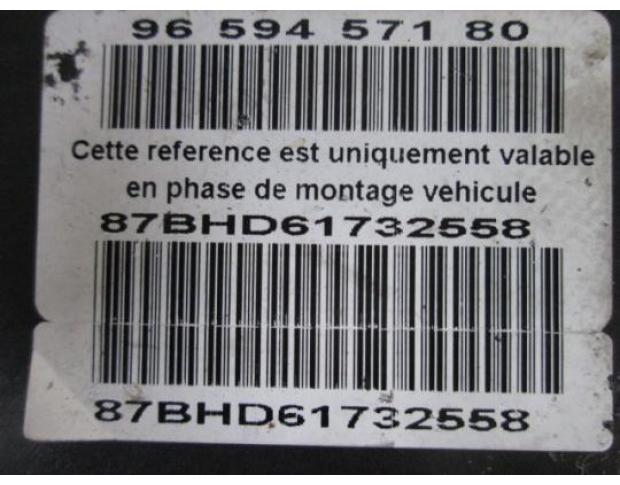 96 594 571 80
Cette reference est uniquement valable
en phase de montage vehicule
87BHD61732558
87BHD61732558